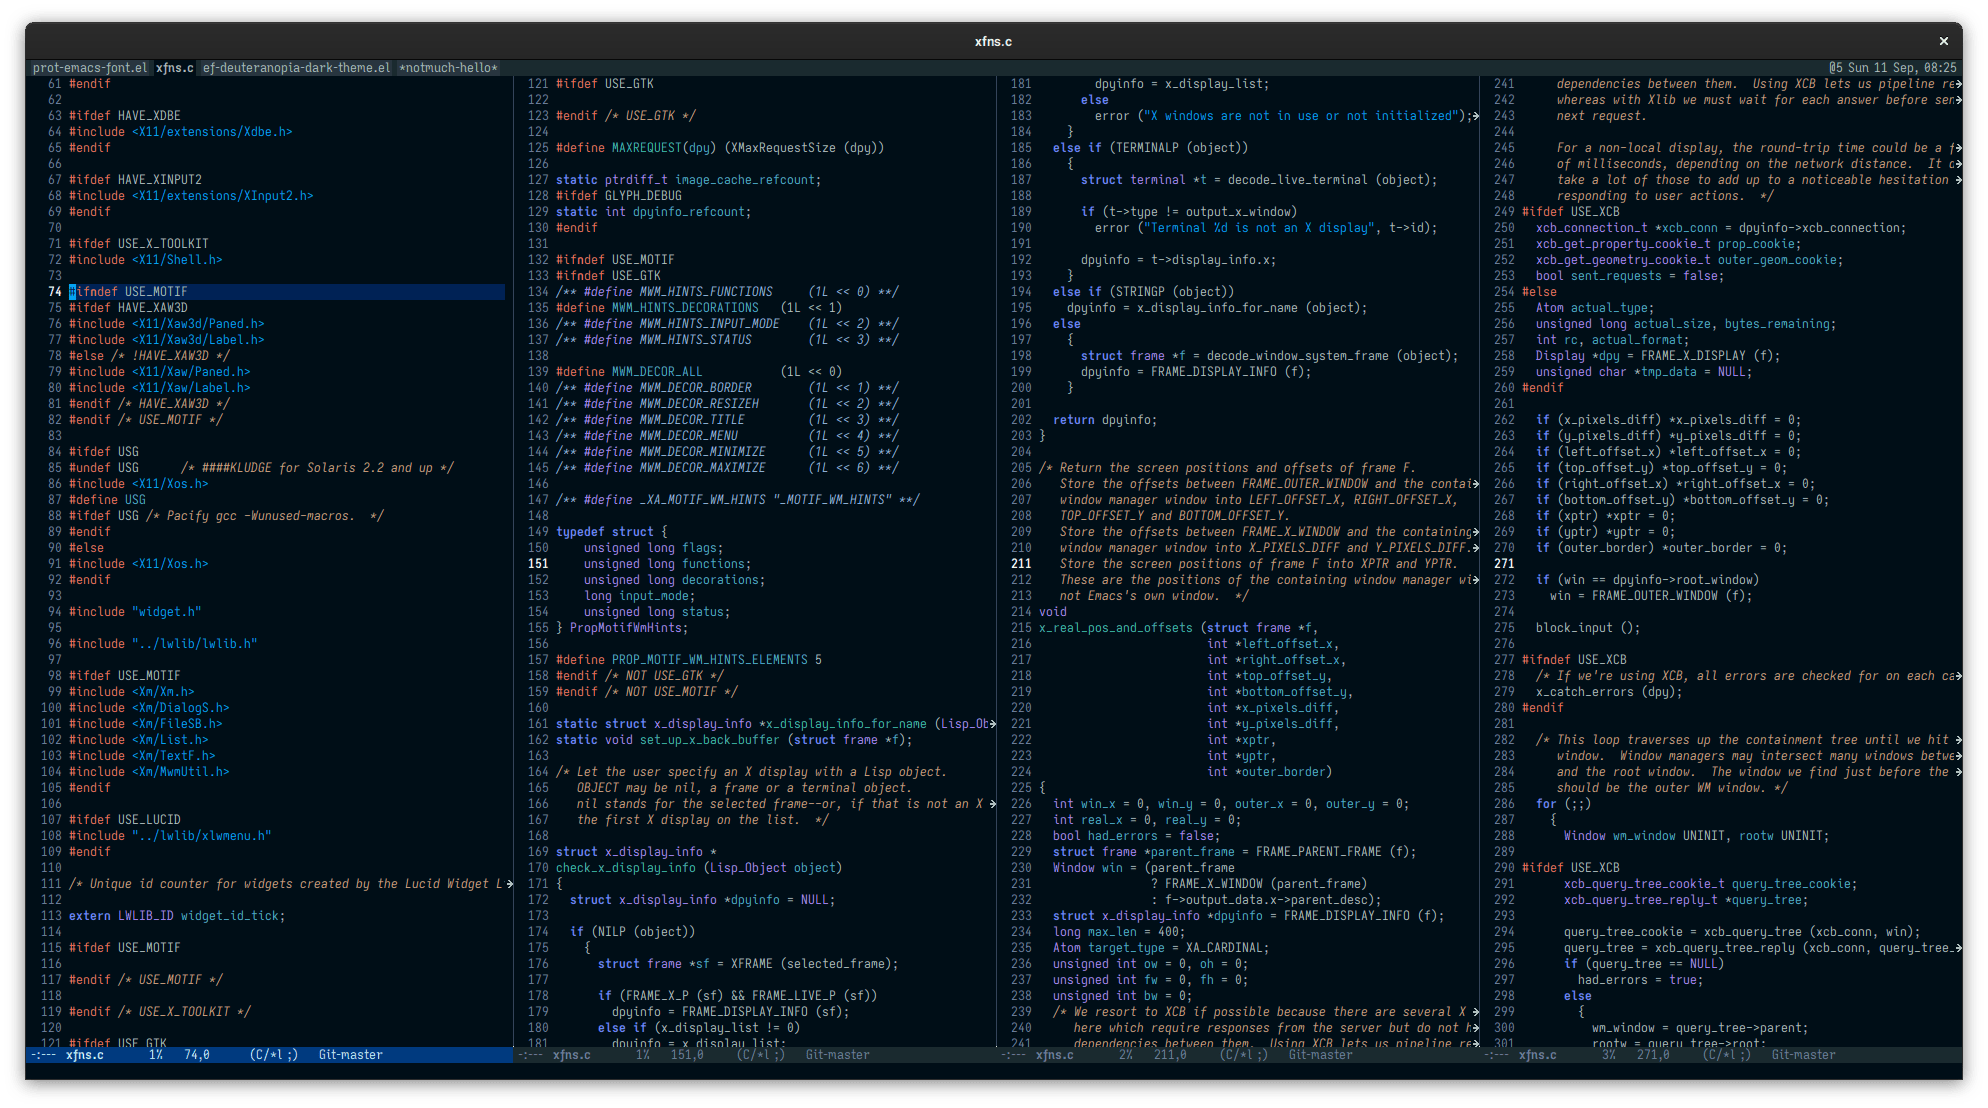 xfns.c
prot-emacs-font.el xfns.c ef-deuteranopia-dark-theme.el *notmuch-hello*
@5 Sun 11 Sep, 08:25
61 #endif
62
63 #ifdef HAVE_XDBE
64 #include <X11/extensions/Xdbe.h>
65 #endif
66
67 #ifdef HAVE_XINPUT2
68 #include <X11/extensions/XInput2.h>
69 #endif
70
71 #ifdef USE_X_TOOLKIT
72 #include <X11/Shell.h>
73
74 #ifndef USE_MOTIF
75 #ifdef HAVE_XAW3D
76 #include <X11/Xaw3d/Paned.h>
77 #include <X11/Xaw3d/Label.h>
78 #else /* !HAVE_XAW3D */
79 #include <X11/Xaw/Paned.h>
80 #include <X11/Xaw/Label.h>
81 #endif /* HAVE_XAW3D */
82 #endif /* USE_MOTIF */
83
84 #ifdef USG
85 #undef USG      /* ####KLUDGE for Solaris 2.2 and up */
86 #include <X11/Xos.h>
87 #define USG
88 #ifdef USG /* Pacify gcc -Wunused-macros.  */
89 #endif
90 #else
91 #include <X11/Xos.h>
92 #endif
93
94 #include "widget.h"
95
96 #include "../lwlib/lwlib.h"
97
98 #ifdef USE_MOTIF
99 #include <Xm/Xm.h>
100 #include <Xm/DialogS.h>
101 #include <Xm/FileSB.h>
102 #include <Xm/List.h>
103 #include <Xm/TextF.h>
104 #include <Xm/MwmUtil.h>
105 #endif
106
107 #ifdef USE_LUCID
108 #include "../lwlib/xlwmenu.h"
109 #endif
110
111 /* Unique id counter for widgets created by the Lucid Widget L
112
113 extern LWLIB_ID widget_id_tick;
114
115 #ifdef USE_MOTIF
116
117 #endif /* USE_MOTIF */
118
119 #endif /* USE_X_TOOLKIT */
120
121 #ifdef USE_GTK
-:---  xfns.c       1%   74,0      (C/*l ;)   Git-master
121 #ifdef USE_GTK
122
123 #endif /* USE_GTK */
124
125 #define MAXREQUEST(dpy) (XMaxRequestSize (dpy))
126
127 static ptrdiff_t image_cache_refcount;
128 #ifdef GLYPH_DEBUG
129 static int dpyinfo_refcount;
130 #endif
131
132 #ifndef USE_MOTIF
133 #ifndef USE_GTK
134 /** #define MWM_HINTS_FUNCTIONS     (1L << 0) **/
135 #define MWM_HINTS_DECORATIONS   (1L << 1)
136 /** #define MWM_HINTS_INPUT_MODE    (1L << 2) **/
137 /** #define MWM_HINTS_STATUS        (1L << 3) **/
138
139 #define MWM_DECOR_ALL           (1L << 0)
140 /** #define MWM_DECOR_BORDER        (1L << 1) **/
141 /** #define MWM_DECOR_RESIZEH       (1L << 2) **/
142 /** #define MWM_DECOR_TITLE         (1L << 3) **/
143 /** #define MWM_DECOR_MENU          (1L << 4) **/
144 /** #define MWM_DECOR_MINIMIZE      (1L << 5) **/
145 /** #define MWM_DECOR_MAXIMIZE      (1L << 6) **/
146
147 /** #define _XA_MOTIF_WM_HINTS "_MOTIF_WM_HINTS" **/
148
149 typedef struct {
150     unsigned long flags;
151     unsigned long functions;
152     unsigned long decorations;
153     long input_mode;
154     unsigned long status;
155 } PropMotifWmHints;
156
157 #define PROP_MOTIF_WM_HINTS_ELEMENTS 5
158 #endif /* NOT USE_GTK */
159 #endif /* NOT USE_MOTIF */
160
161 static struct x_display_info *x_display_info_for_name (Lisp_Ob
162 static void set_up_x_back_buffer (struct frame *f);
163
164 /* Let the user specify an X display with a Lisp object.
165    OBJECT may be nil, a frame or a terminal object.
166    nil stands for the selected frame--or, if that is not an X
167    the first X display on the list.  */
168
169 struct x_display_info *
170 check_x_display_info (Lisp_Object object)
171 {
172   struct x_display_info *dpyinfo = NULL;
173
174   if (NILP (object))
175     {
176       struct frame *sf = XFRAME (selected_frame);
177
178       if (FRAME_X_P (sf) && FRAME_LIVE_P (sf))
179         dpyinfo = FRAME_DISPLAY_INFO (sf);
180       else if (x_display_list != 0)
181         dpyinfo = x_display_list;
-:---  xfns.c       1%   151,0     (C/*l ;)   Git-master
181         dpyinfo = x_display_list;
182       else
183         error ("X windows are not in use or not initialized");
184     }
185   else if (TERMINALP (object))
186     {
187       struct terminal *t = decode_live_terminal (object);
188
189       if (t->type != output_x_window)
190         error ("Terminal %d is not an X display", t->id);
191
192       dpyinfo = t->display_info.x;
193     }
194   else if (STRINGP (object))
195     dpyinfo = x_display_info_for_name (object);
196   else
197     {
198       struct frame *f = decode_window_system_frame (object);
199       dpyinfo = FRAME_DISPLAY_INFO (f);
200     }
201
202   return dpyinfo;
203 }
204
205 /* Return the screen positions and offsets of frame F.
206    Store the offsets between FRAME_OUTER_WINDOW and the contai
207    window manager window into LEFT_OFFSET_X, RIGHT_OFFSET_X,
208    TOP_OFFSET_Y and BOTTOM_OFFSET_Y.
209    Store the offsets between FRAME_X_WINDOW and the containing
210    window manager window into X_PIXELS_DIFF and Y_PIXELS_DIFF.
211    Store the screen positions of frame F into XPTR and YPTR.
212    These are the positions of the containing window manager wi
213    not Emacs's own window.  */
214 void
215 x_real_pos_and_offsets (struct frame *f,
216                         int *left_offset_x,
217                         int *right_offset_x,
218                         int *top_offset_y,
219                         int *bottom_offset_y,
220                         int *x_pixels_diff,
221                         int *y_pixels_diff,
222                         int *xptr,
223                         int *yptr,
224                         int *outer_border)
225 {
226   int win_x = 0, win_y = 0, outer_x = 0, outer_y = 0;
227   int real_x = 0, real_y = 0;
228   bool had_errors = false;
229   struct frame *parent_frame = FRAME_PARENT_FRAME (f);
230   Window win = (parent_frame
231                 ? FRAME_X_WINDOW (parent_frame)
232                 : f->output_data.x->parent_desc);
233   struct x_display_info *dpyinfo = FRAME_DISPLAY_INFO (f);
234   long max_len = 400;
235   Atom target_type = XA_CARDINAL;
236   unsigned int ow = 0, oh = 0;
237   unsigned int fw = 0, fh = 0;
238   unsigned int bw = 0;
239   /* We resort to XCB if possible because there are several X
240      here which require responses from the server but do not h
241      dependencies between them.  Using XCB lets us pipeline re
-:---  xfns.c       2%   211,0     (C/*l ;)   Git-master
241      dependencies between them.  Using XCB lets us pipeline re
242      whereas with Xlib we must wait for each answer before sen
243      next request.
244
245      For a non-local display, the round-trip time could be a f
246      of milliseconds, depending on the network distance.  It c
247      take a lot of those to add up to a noticeable hesitation
248      responding to user actions.  */
249 #ifdef USE_XCB
250   xcb_connection_t *xcb_conn = dpyinfo->xcb_connection;
251   xcb_get_property_cookie_t prop_cookie;
252   xcb_get_geometry_cookie_t outer_geom_cookie;
253   bool sent_requests = false;
254 #else
255   Atom actual_type;
256   unsigned long actual_size, bytes_remaining;
257   int rc, actual_format;
258   Display *dpy = FRAME_X_DISPLAY (f);
259   unsigned char *tmp_data = NULL;
260 #endif
261
262   if (x_pixels_diff) *x_pixels_diff = 0;
263   if (y_pixels_diff) *y_pixels_diff = 0;
264   if (left_offset_x) *left_offset_x = 0;
265   if (top_offset_y) *top_offset_y = 0;
266   if (right_offset_x) *right_offset_x = 0;
267   if (bottom_offset_y) *bottom_offset_y = 0;
268   if (xptr) *xptr = 0;
269   if (yptr) *yptr = 0;
270   if (outer_border) *outer_border = 0;
271
272   if (win == dpyinfo->root_window)
273     win = FRAME_OUTER_WINDOW (f);
274
275   block_input ();
276
277 #ifndef USE_XCB
278   /* If we're using XCB, all errors are checked for on each ca
279   x_catch_errors (dpy);
280 #endif
281
282   /* This loop traverses up the containment tree until we hit
283      window.  Window managers may intersect many windows betwe
284      and the root window.  The window we find just before the
285      should be the outer WM window. */
286   for (;;)
287     {
288       Window wm_window UNINIT, rootw UNINIT;
289
290 #ifdef USE_XCB
291       xcb_query_tree_cookie_t query_tree_cookie;
292       xcb_query_tree_reply_t *query_tree;
293
294       query_tree_cookie = xcb_query_tree (xcb_conn, win);
295       query_tree = xcb_query_tree_reply (xcb_conn, query_tree_
296       if (query_tree == NULL)
297         had_errors = true;
298       else
299         {
300           wm_window = query_tree->parent;
301           rootw = query_tree->root;
-:---  xfns.c       3%   271,0     (C/*l ;)   Git-master